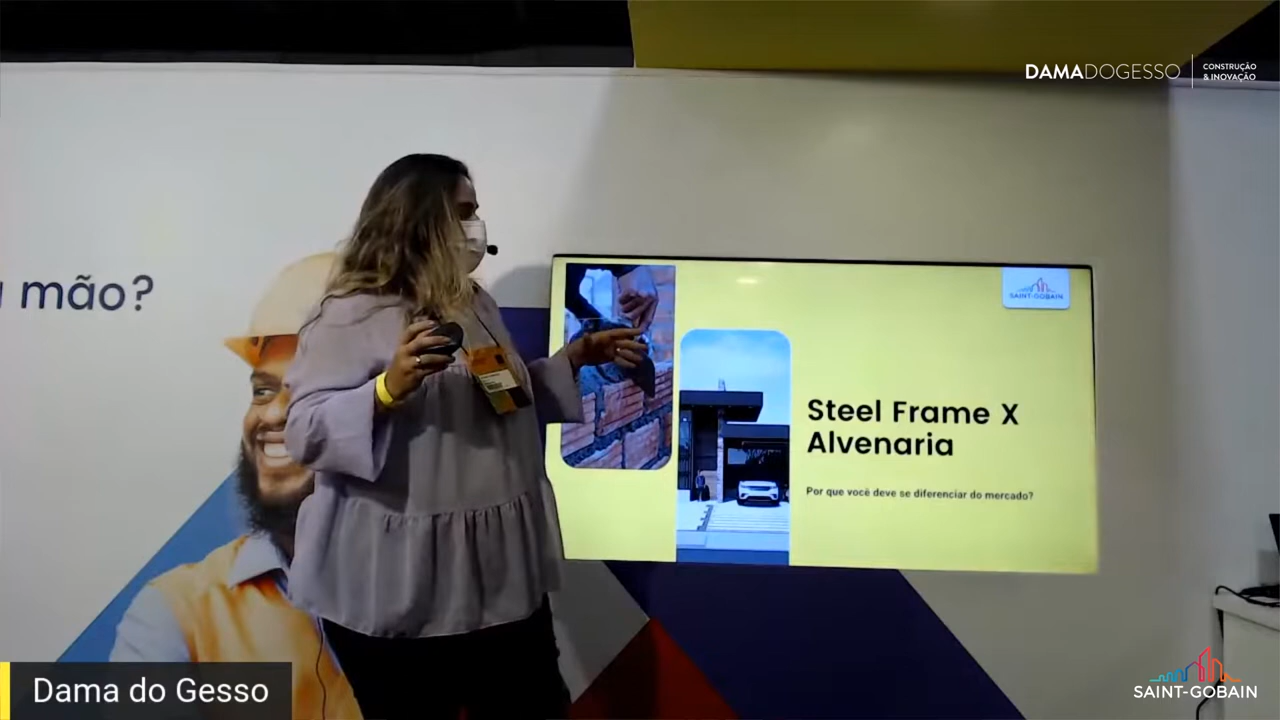 DAMADOGESSO
CONSTRUÇÃO
& INOVAÇÃO
mão?
SAINT-GOBAIN
Steel Frame X
Alvenaria
Por que você deve se diferenciar do mercado?
Dama do Gesso
SAINT-GOBAIN